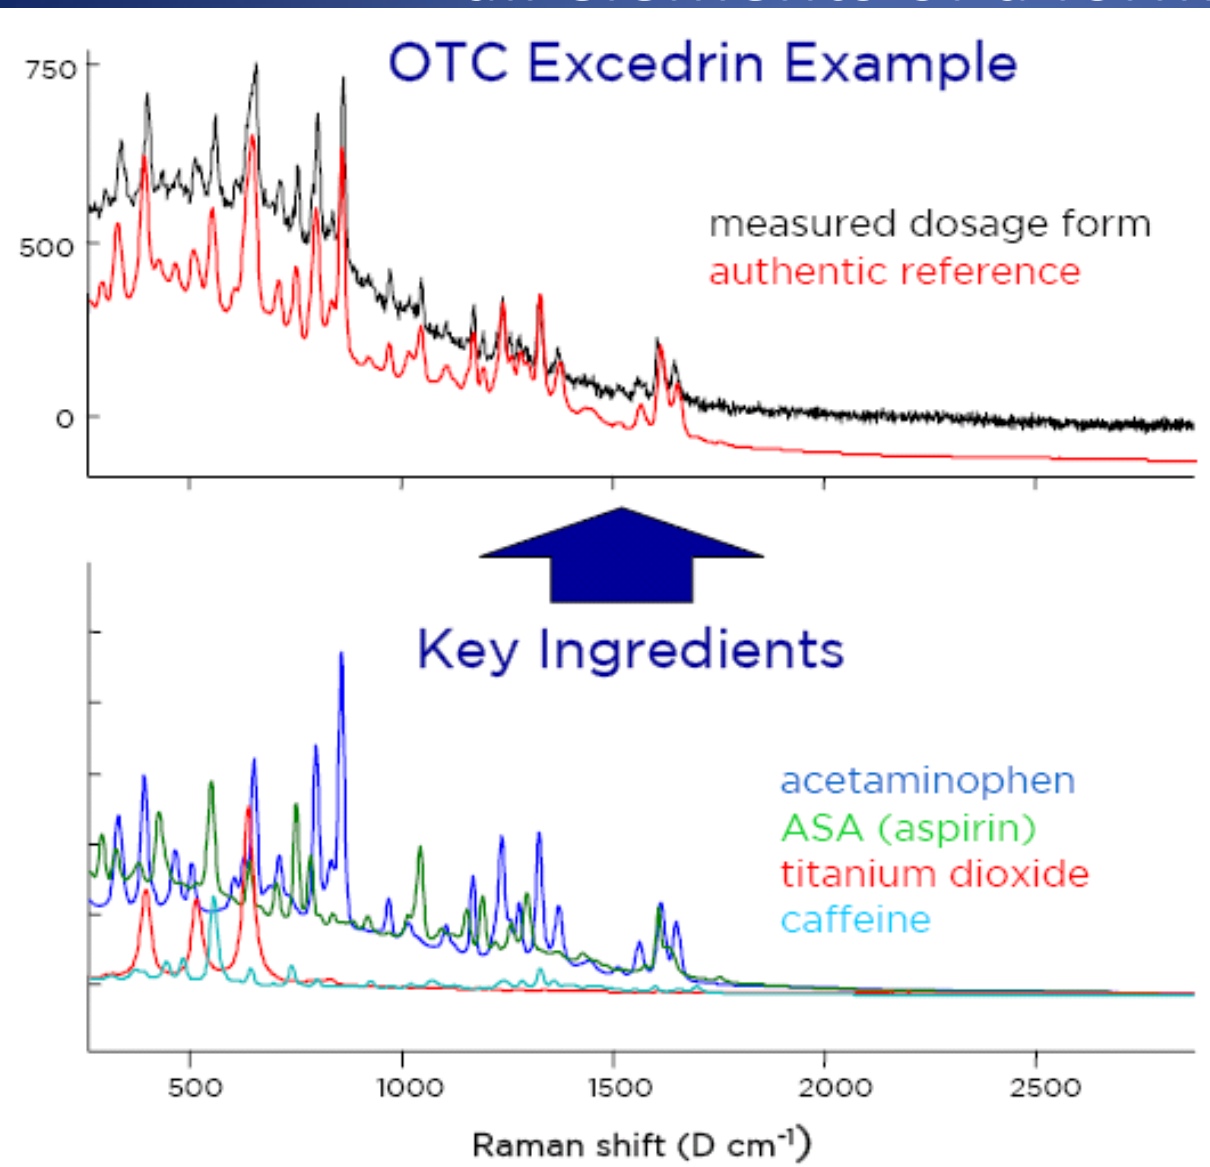 OTC Excedrin Example
750
500
0
measured dosage form
authentic reference
Key Ingredients
acetaminophen
ASA (aspirin)
titanium dioxide
caffeine
500 1000 1500 2000 2500
Raman shift (D cm⁻¹)